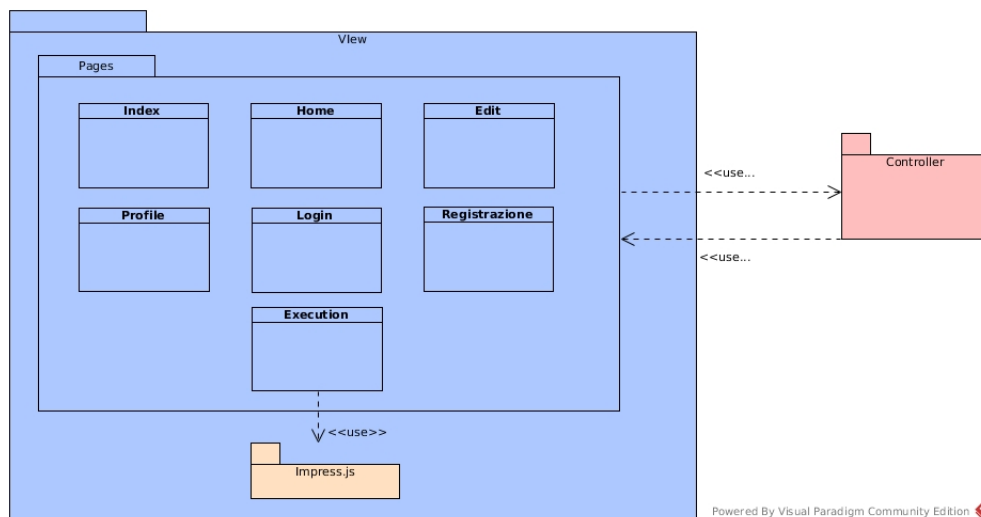 VIew
Pages
Index
Home
Edit
Controller
<<use...
Profile
Login
Registrazione
<<use...
Execution
<<use>>
Impress.js
Powered By Visual Paradigm Community Edition